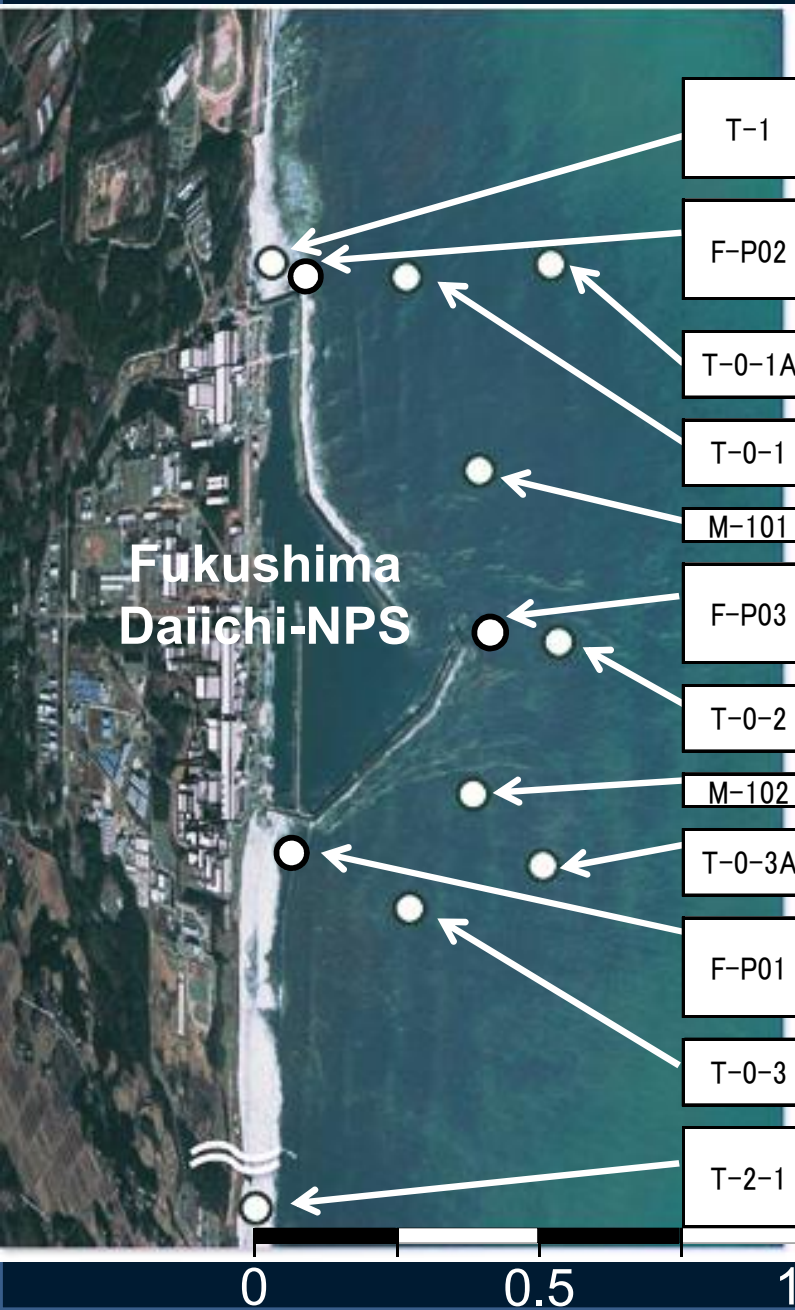 T-1
F-P02
T-0-1A
T-0-1
M-101
Fukushima
Daiichi-NPS
F-P03
T-0-2
M-102
T-0-3A
F-P01
T-0-3
T-2-1
0 0.5 1